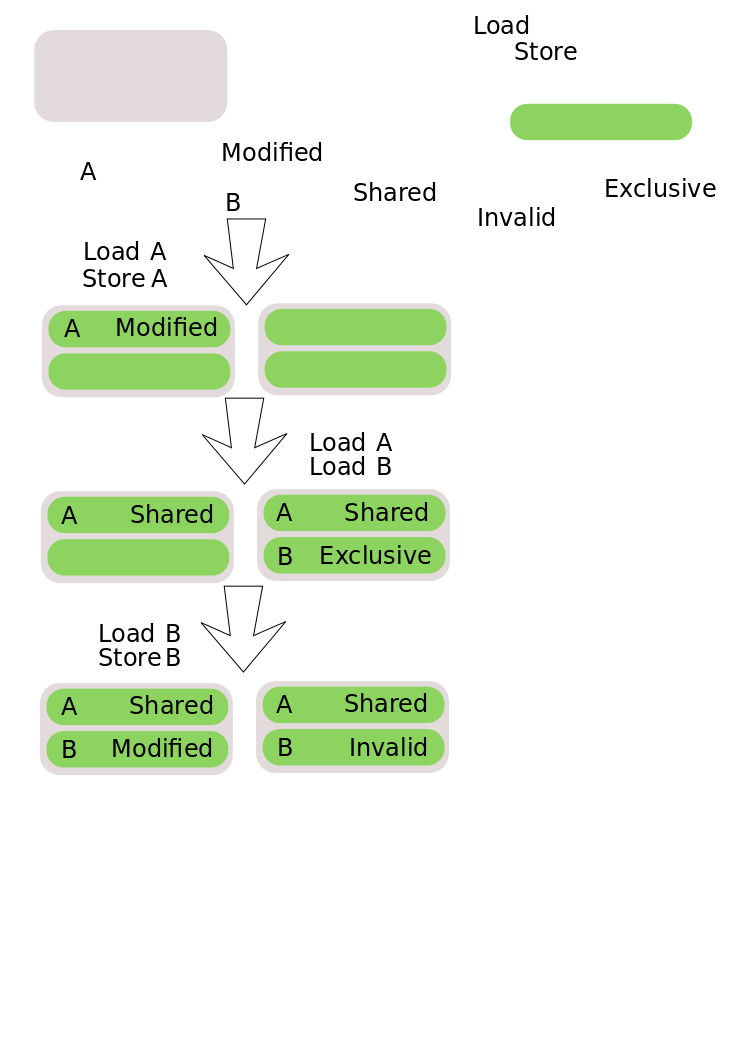 Load
Store
Modified
A
Exclusive
Shared
B
Invalid
Load A
Store A
A Modified
Load A
Load B
A Shared
A Shared
B Exclusive
Load B
Store B
A Shared
A Shared
B Modified
B Invalid